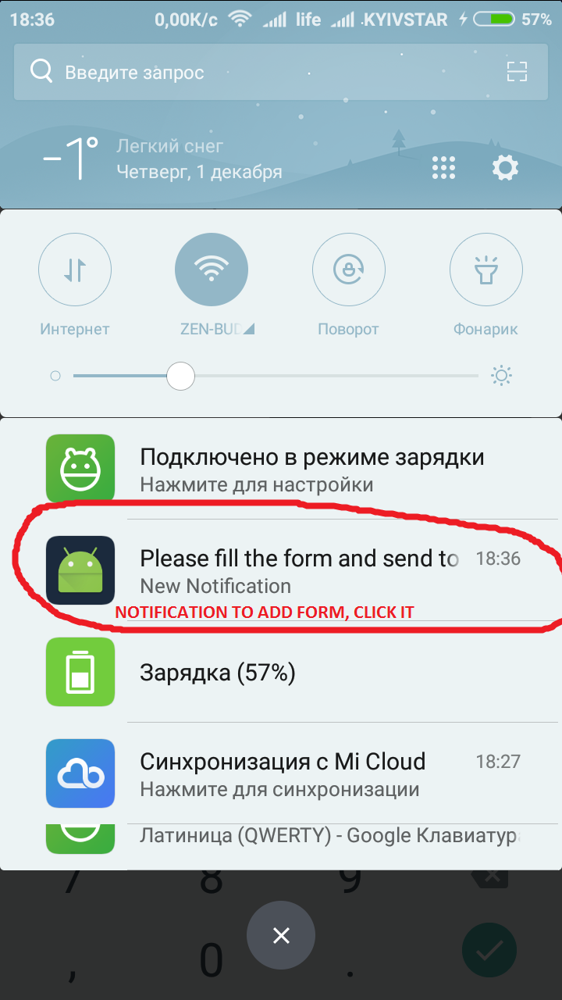 18:36 0,00К/с life .KYIVSTAR 57%
Введите запрос
−1° Легкий снег
Четверг, 1 декабря
Интернет ZEN-BUD Поворот Фонарик
Подключено в режиме зарядки
Нажмите для настройки
Please fill the form and send to 18:36
New Notification
NOTIFICATION TO ADD FORM, CLICK IT
Зарядка (57%)
Синхронизация с Mi Cloud 18:27
Нажмите для синхронизации
Латиница (QWERTY) - Google Клавиатура
7 8 9
, 0 .